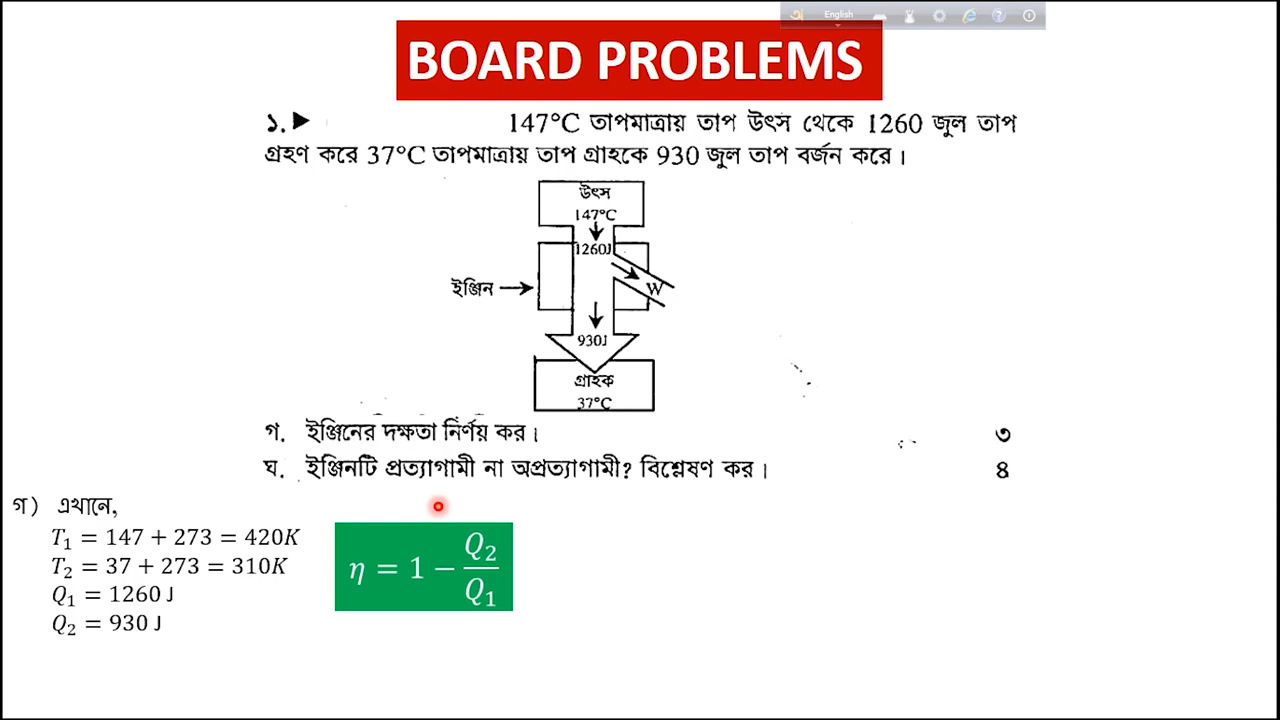 অ English
BOARD PROBLEMS
১.▶ 147°C তাপমাত্রায় তাপ উৎস থেকে 1260 জুল তাপ
গ্রহণ করে 37°C তাপমাত্রায় তাপ গ্রাহকে 930 জুল তাপ বর্জন করে।
উৎস
147°C
1260J
ইঞ্জিন
W
930J
গ্রাহক
37°C
গ. ইঞ্জিনের দক্ষতা নির্ণয় কর। ৩
ঘ. ইঞ্জিনটি প্রত্যাগামী না অপ্রত্যাগামী? বিশ্লেষণ কর। ৪
গ) এখানে,
T₁ = 147 + 273 = 420K
T₂ = 37 + 273 = 310K
Q₁ = 1260 J
Q₂ = 930 J
η = 1 − Q₂/Q₁